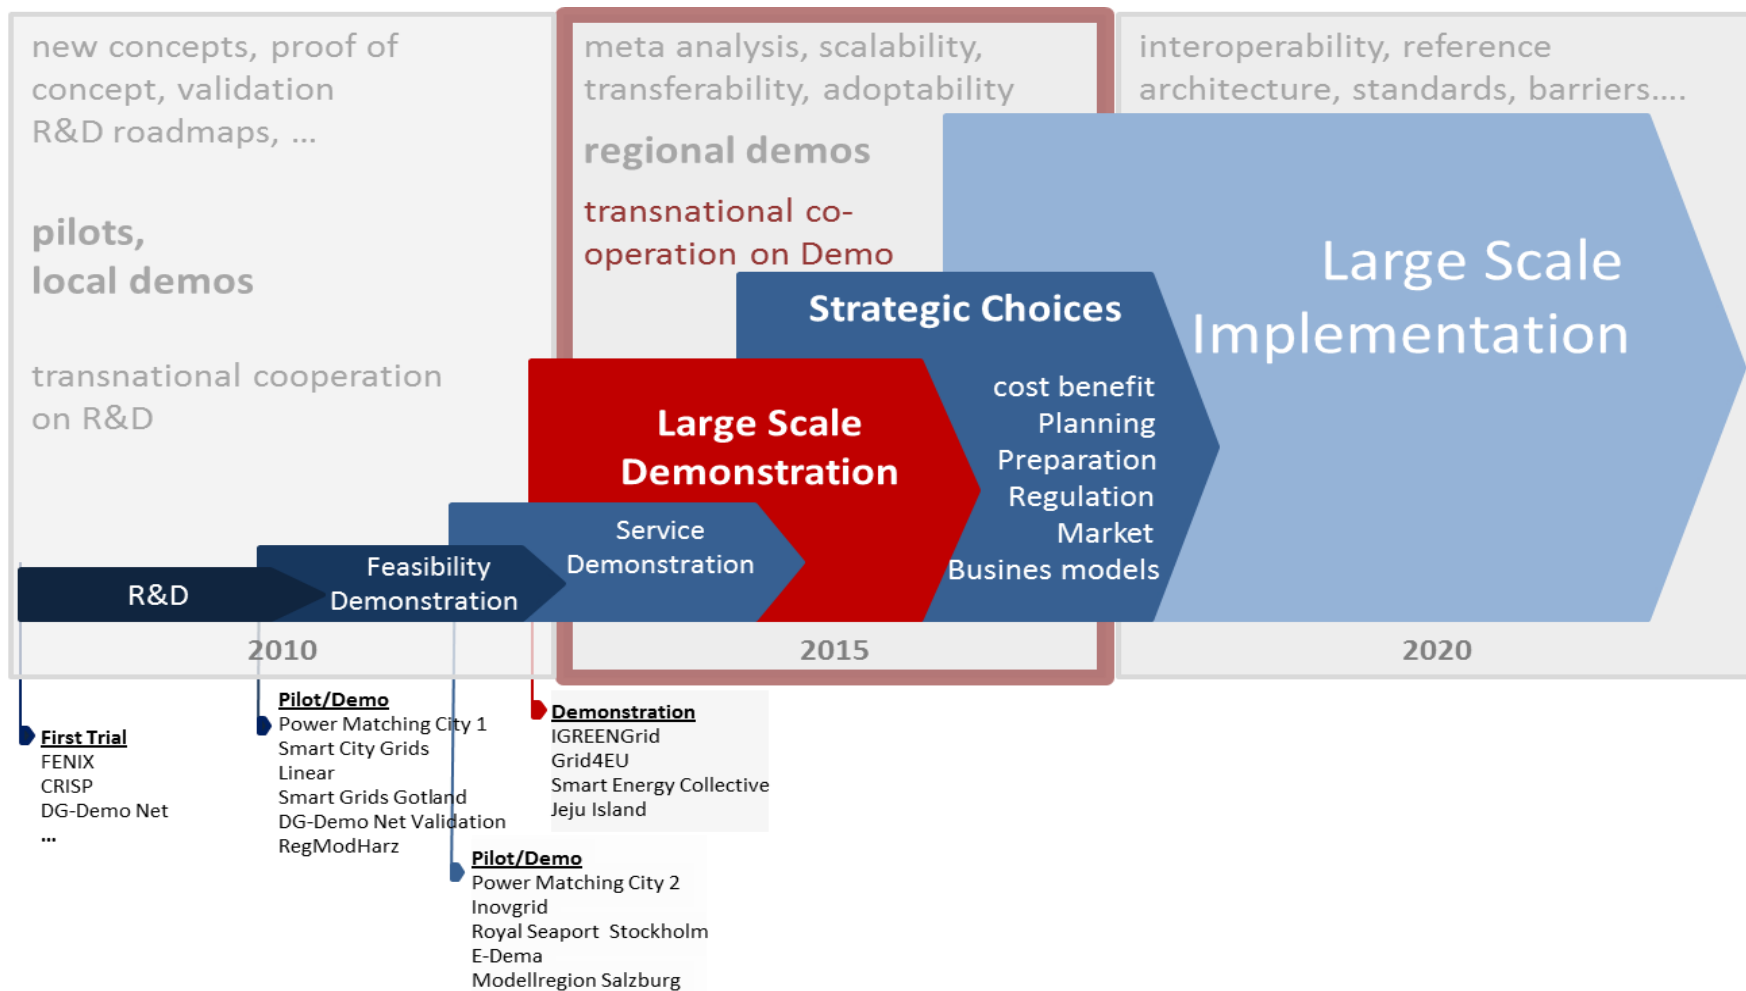 new concepts, proof of
concept, validation
R&D roadmaps, ...
pilots,
local demos
transnational cooperation
on R&D
meta analysis, scalability,
transferability, adoptability
regional demos
transnational co-
operation on Demo
interoperability, reference
architecture, standards, barriers....
Large Scale
Implementation
Strategic Choices
cost benefit
Planning
Preparation
Regulation
Market
Busines models
Large Scale
Demonstration
Service
Demonstration
Feasibility
Demonstration
R&D
2010
2015
2020
First Trial
FENIX
CRISP
DG-Demo Net
...
Pilot/Demo
Power Matching City 1
Smart City Grids
Linear
Smart Grids Gotland
DG-Demo Net Validation
RegModHarz
Pilot/Demo
Power Matching City 2
Inovgrid
Royal Seaport Stockholm
E-Dema
Modellregion Salzburg
Demonstration
IGREENGrid
Grid4EU
Smart Energy Collective
Jeju Island